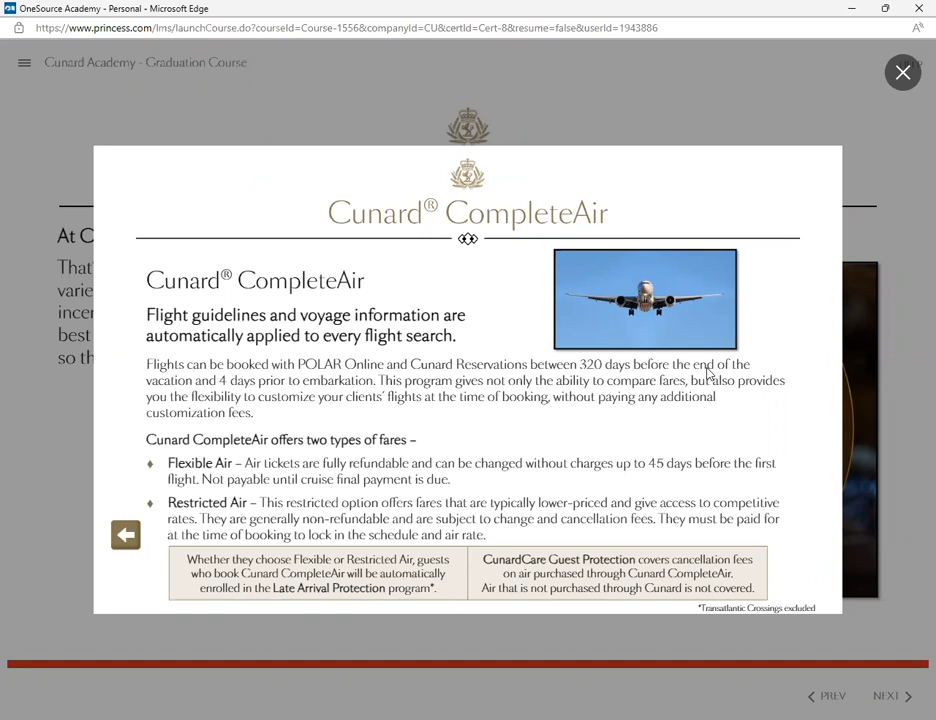 OneSource Academy - Personal - Microsoft Edge
https://www.princess.com/lms/launchCourse.do?courseId=Course-1556&companyId=CU&certId=Cert-8&resume=false&userId=1943886
Cunard Academy - Graduation Course
Cunard® CompleteAir
At C
That'
varie
incer
best
so th
Cunard® CompleteAir
Flight guidelines and voyage information are
automatically applied to every flight search.
Flights can be booked with POLAR Online and Cunard Reservations between 320 days before the end of the
vacation and 4 days prior to embarkation. This program gives not only the ability to compare fares, but also provides
you the flexibility to customize your clients' flights at the time of booking, without paying any additional
customization fees.
Cunard CompleteAir offers two types of fares –
Flexible Air – Air tickets are fully refundable and can be changed without charges up to 45 days before the first
flight. Not payable until cruise final payment is due.
Restricted Air – This restricted option offers fares that are typically lower-priced and give access to competitive
rates. They are generally non-refundable and are subject to change and cancellation fees. They must be paid for
at the time of booking to lock in the schedule and air rate.
Whether they choose Flexible or Restricted Air, guests
who book Cunard CompleteAir will be automatically
enrolled in the Late Arrival Protection program*.
CunardCare Guest Protection covers cancellation fees
on air purchased through Cunard CompleteAir.
Air that is not purchased through Cunard is not covered.
*Transatlantic Crossings excluded
PREV NEXT